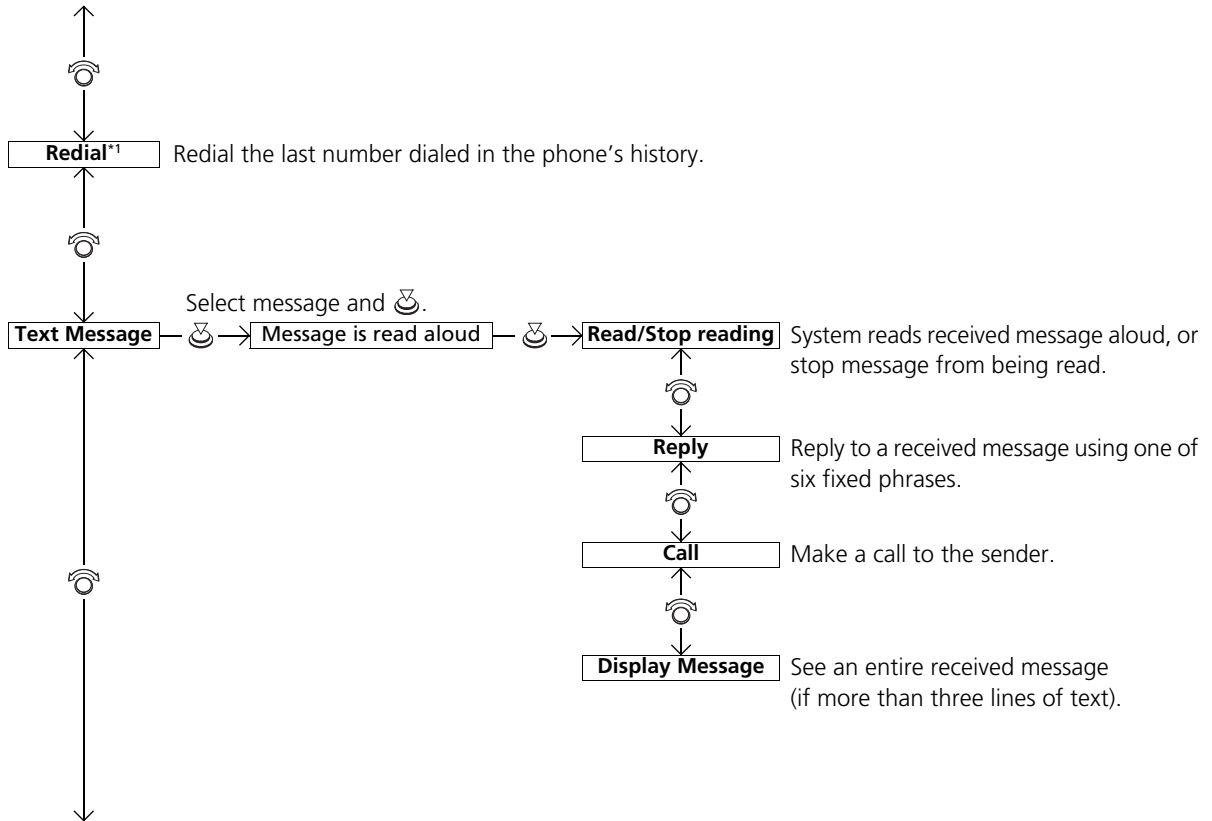 Redial*1
Redial the last number dialed in the phone’s history.
Select message and .
Text Message
Message is read aloud
Read/Stop reading
System reads received message aloud, or
stop message from being read.
Reply
Reply to a received message using one of
six fixed phrases.
Call
Make a call to the sender.
Display Message
See an entire received message
(if more than three lines of text).